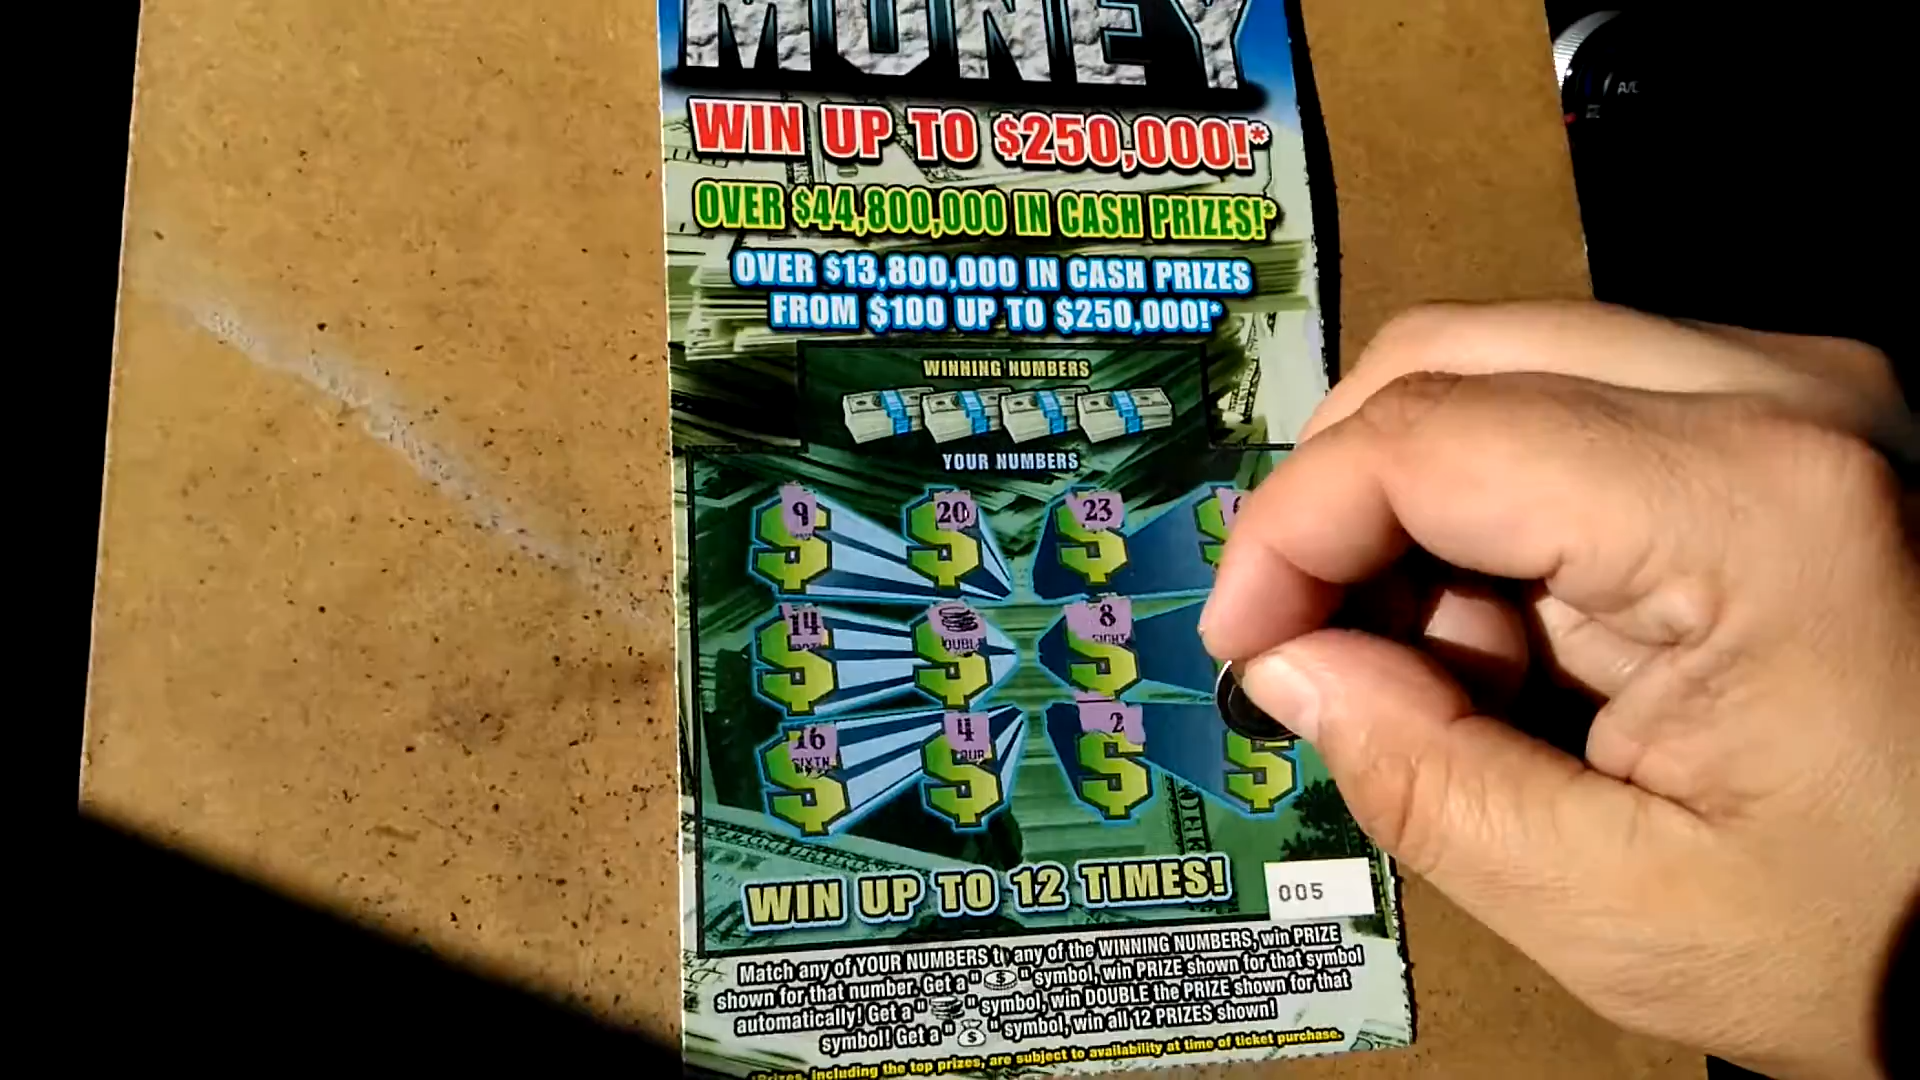 MONEY
WIN UP TO $250,000!*
OVER $44,800,000 IN CASH PRIZES!*
OVER $13,800,000 IN CASH PRIZES
FROM $100 UP TO $250,000!*
WINNING NUMBERS
YOUR NUMBERS
9 20 23
14 8
16 4 2
WIN UP TO 12 TIMES!
005
Match any of YOUR NUMBERS to any of the WINNING NUMBERS, win PRIZE
shown for that number. Get a " " symbol, win PRIZE shown for that symbol
automatically! Get a " " symbol, win DOUBLE the PRIZE shown for that
symbol! Get a " " symbol, win all 12 PRIZES shown!
*Prizes, including the top prizes, are subject to availability at time of ticket purchase.